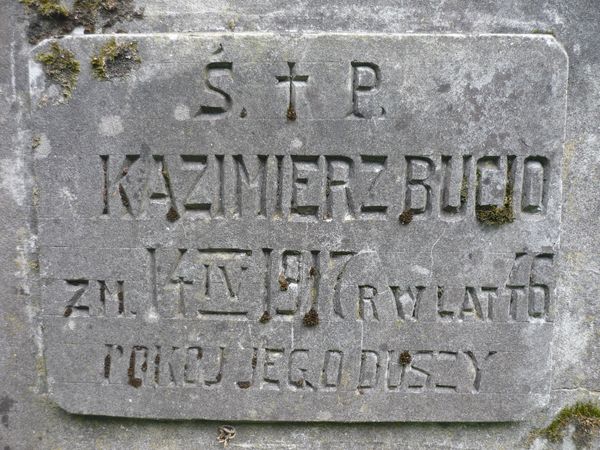 Ś. † P.
KAZIMIERZ BUCIO
ZM. 14 IV 1917 R W LAT 76
POKÓJ JEGO DUSZY